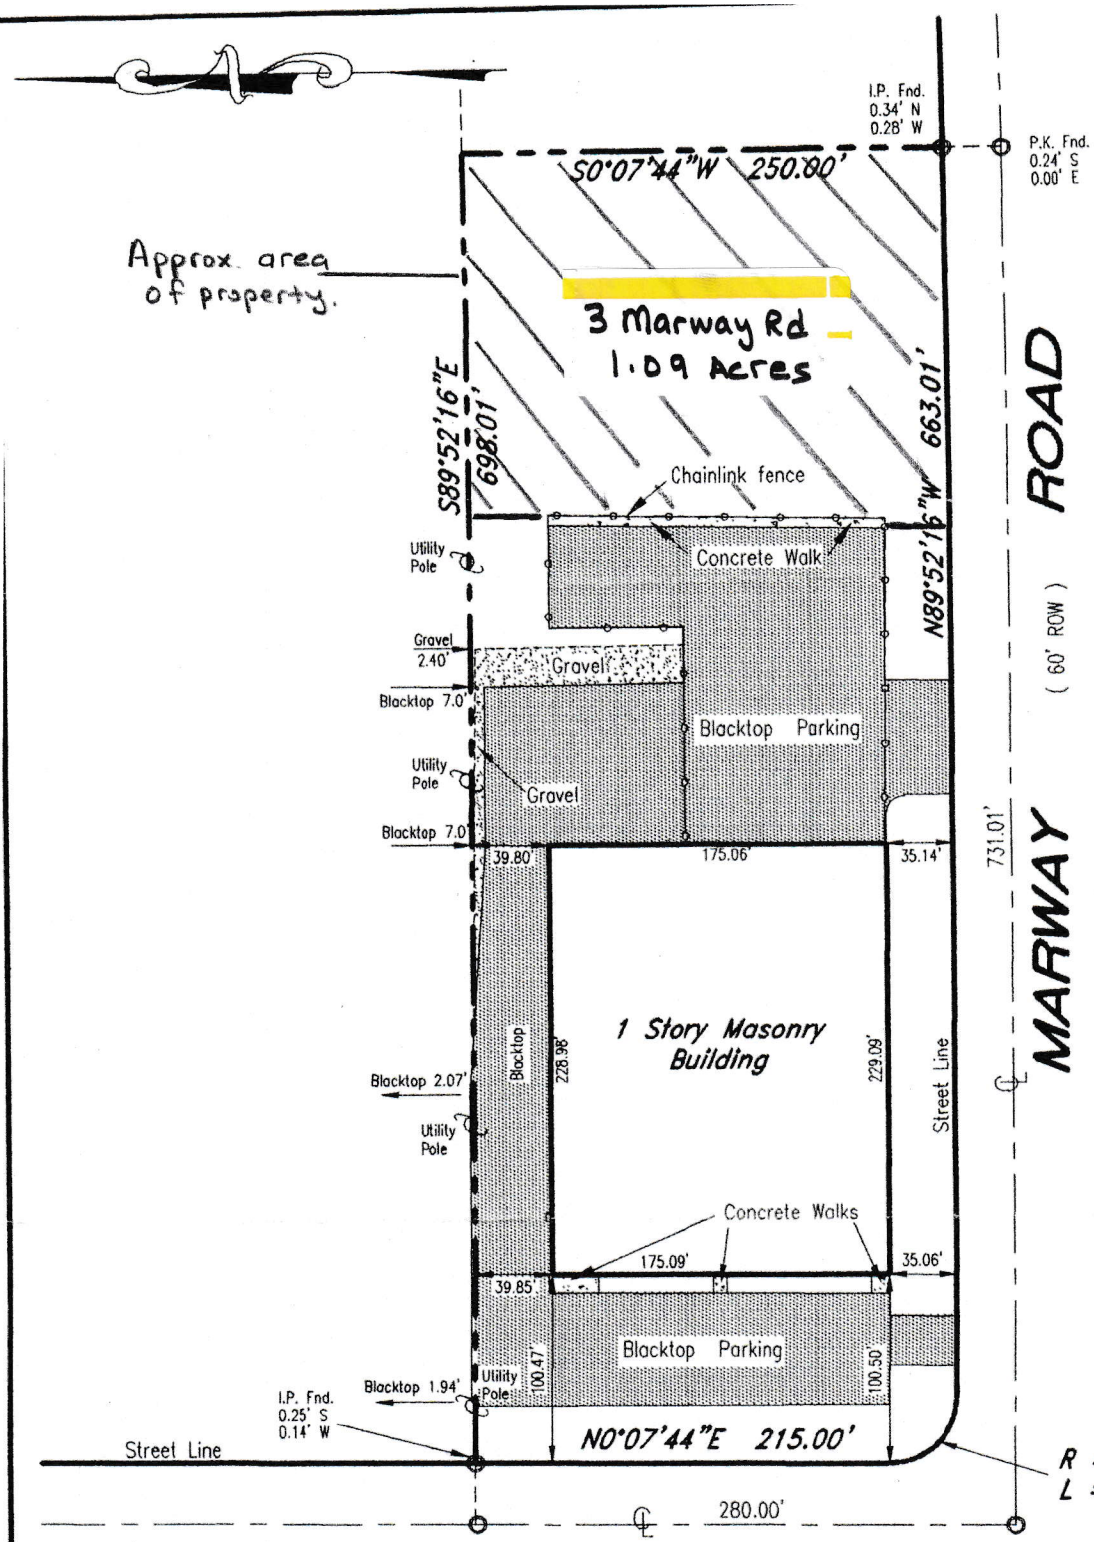 N
I.P. Fnd.
0.34' N
0.28' W
P.K. Fnd.
0.24' S
0.00' E
S0°07'44"W 250.00'
Approx. area
of property.
3 Marway Rd
1.09 Acres
S89°52'16"E
698.01'
N89°52'16"W 663.01'
MARWAY ROAD
( 60' ROW )
731.01'
Chainlink fence
Concrete Walk
Utility
Pole
Gravel
2.40'
Gravel
Blacktop 7.0'
Blacktop Parking
Utility
Pole
Gravel
Blacktop 7.0'
39.80'
175.06'
35.14'
1 Story Masonry
Building
Blacktop
228.98'
229.09'
Street Line
Blacktop 2.07'
Utility
Pole
Concrete Walks
175.09'
35.06'
39.85'
Blacktop Parking
100.47'
100.50'
Utility
Pole
Blacktop 1.94'
I.P. Fnd.
0.25' S
0.14' W
Street Line
N0°07'44"E 215.00'
R
L
280.00'